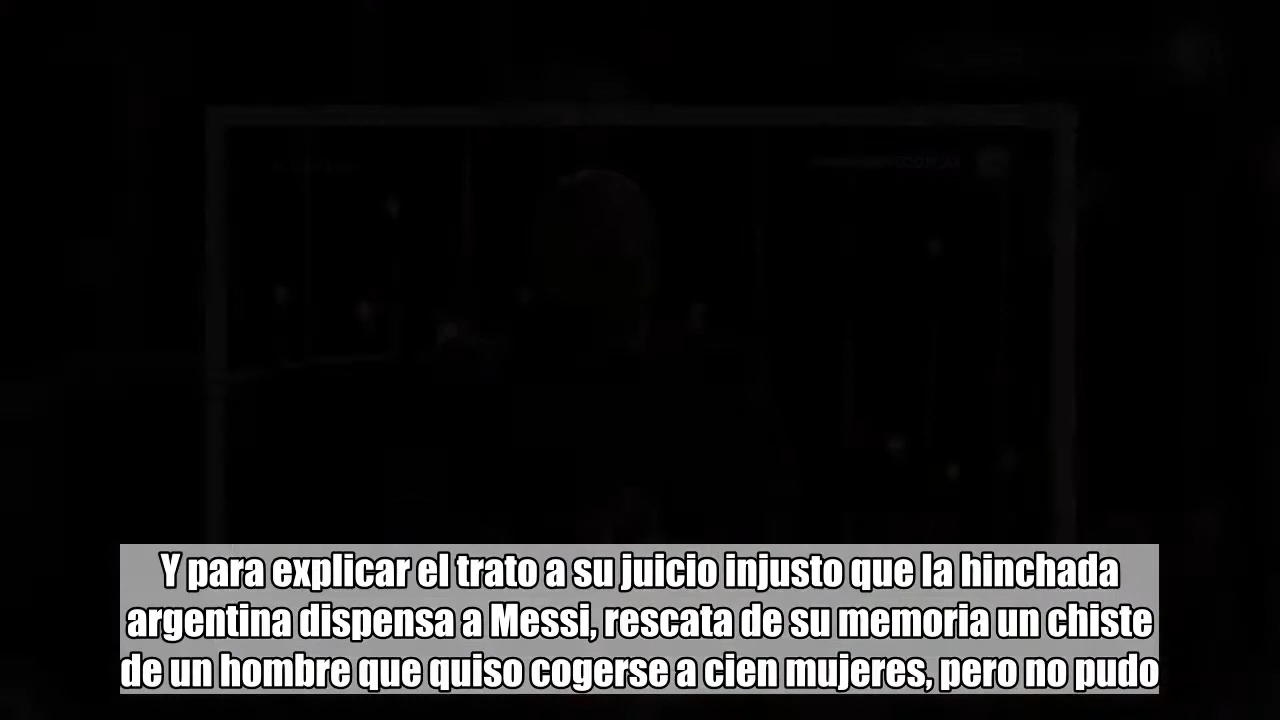 Y para explicar el trato a su juicio injusto que la hinchada
argentina dispensa a Messi, rescata de su memoria un chiste
de un hombre que quiso cogerse a cien mujeres, pero no pudo